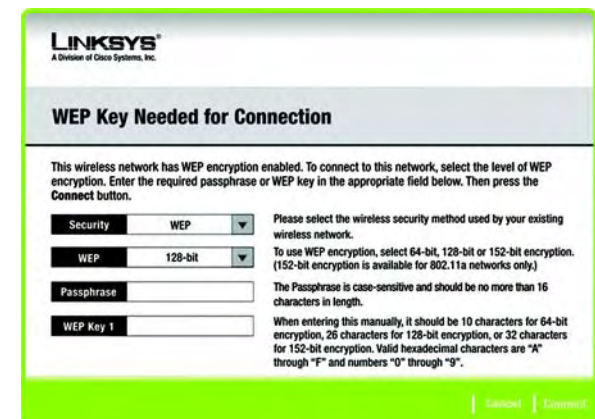 LINKSYS®
A Division of Cisco Systems, Inc.
WEP Key Needed for Connection
This wireless network has WEP encryption enabled. To connect to this network, select the level of WEP
encryption. Enter the required passphrase or WEP key in the appropriate field below. Then press the
Connect button.
Security WEP
Please select the wireless security method used by your existing
wireless network.
WEP 128-bit
To use WEP encryption, select 64-bit, 128-bit or 152-bit encryption.
(152-bit encryption is available for 802.11a networks only.)
Passphrase
The Passphrase is case-sensitive and should be no more than 16
characters in length.
WEP Key 1
When entering this manually, it should be 10 characters for 64-bit
encryption, 26 characters for 128-bit encryption, or 32 characters
for 152-bit encryption. Valid hexadecimal characters are "A"
through "F" and numbers "0" through "9".
Cancel Connect